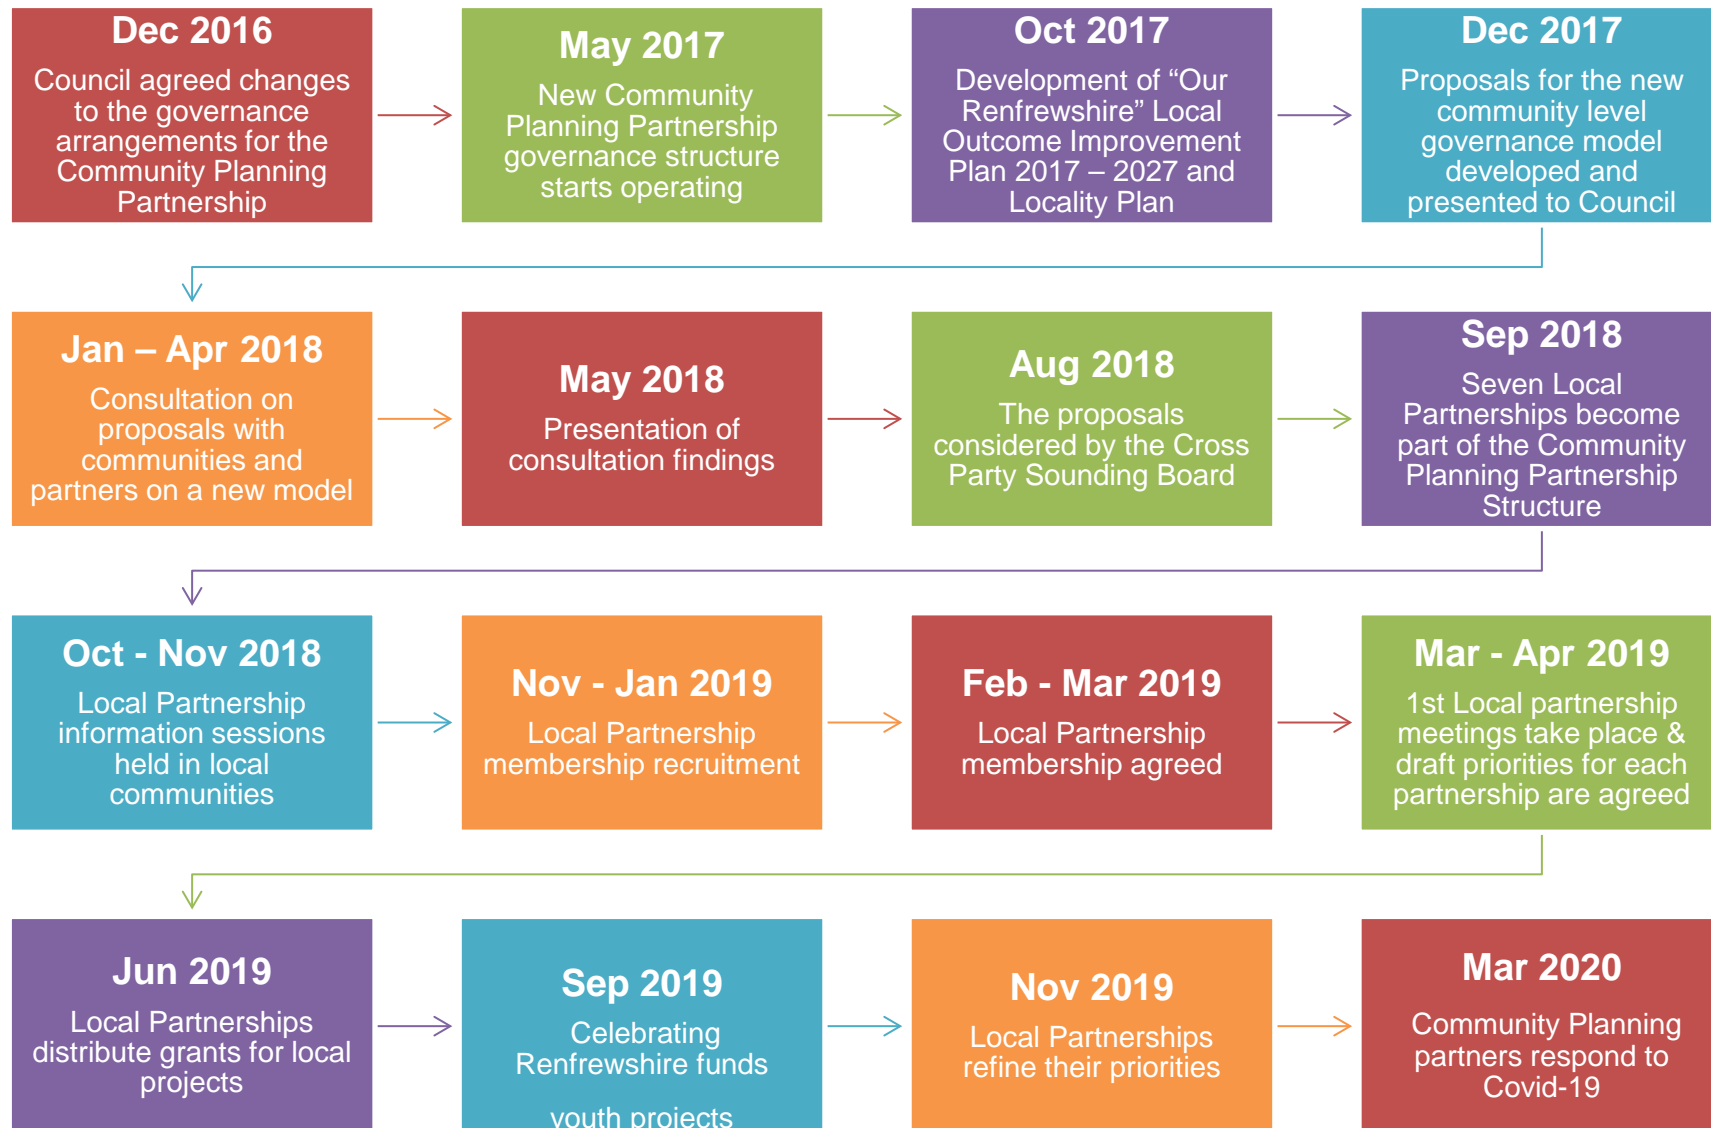 Dec 2016
Council agreed changes
to the governance
arrangements for the
Community Planning
Partnership
May 2017
New Community
Planning Partnership
governance structure
starts operating
Oct 2017
Development of “Our
Renfrewshire” Local
Outcome Improvement
Plan 2017 – 2027 and
Locality Plan
Dec 2017
Proposals for the new
community level
governance model
developed and
presented to Council
Jan – Apr 2018
Consultation on
proposals with
communities and
partners on a new model
May 2018
Presentation of
consultation findings
Aug 2018
The proposals
considered by the Cross
Party Sounding Board
Sep 2018
Seven Local
Partnerships become
part of the Community
Planning Partnership
Structure
Oct - Nov 2018
Local Partnership
information sessions
held in local
communities
Nov - Jan 2019
Local Partnership
membership recruitment
Feb - Mar 2019
Local Partnership
membership agreed
Mar - Apr 2019
1st Local partnership
meetings take place &
draft priorities for each
partnership are agreed
Jun 2019
Local Partnerships
distribute grants for local
projects
Sep 2019
Celebrating
Renfrewshire funds
youth projects
Nov 2019
Local Partnerships
refine their priorities
Mar 2020
Community Planning
partners respond to
Covid-19